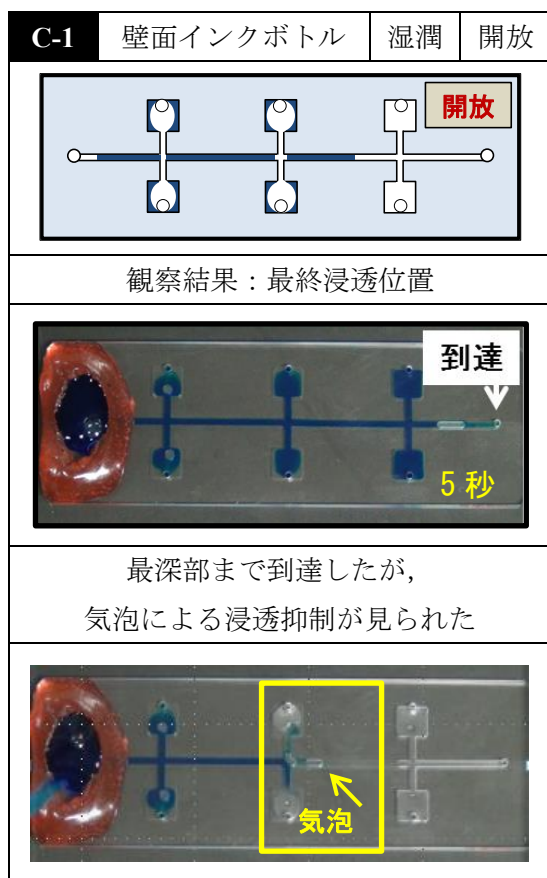 C-1 壁面インクボトル 湿潤 開放
開放
観察結果：最終浸透位置
到達
5 秒
最深部まで到達したが，
気泡による浸透抑制が見られた
気泡